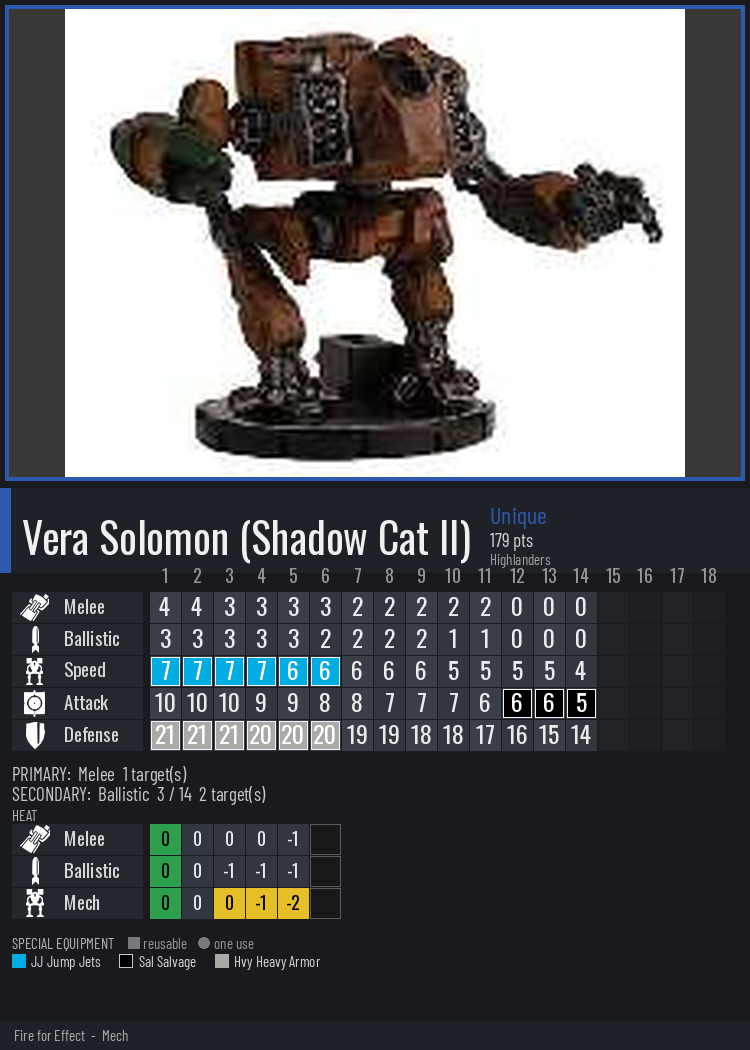 Vera Solomon (Shadow Cat II)
Unique
179 pts
Highlanders
1 2 3 4 5 6 7 8 9 10 11 12 13 14 15 16 17 18
Melee 4 4 3 3 3 3 2 2 2 2 2 0 0 0
Ballistic 3 3 3 3 3 2 2 2 2 1 1 0 0 0
Speed 7 7 7 7 6 6 6 6 6 5 5 5 5 4
Attack 10 10 10 9 9 8 8 7 7 7 6 6 6 5
Defense 21 21 21 20 20 20 19 19 18 18 17 16 15 14
PRIMARY: Melee 1 target(s)
SECONDARY: Ballistic 3 / 14 2 target(s)
HEAT
Melee 0 0 0 0 -1
Ballistic 0 0 -1 -1 -1
Mech 0 0 0 -1 -2
SPECIAL EQUIPMENT reusable one use
JJ Jump Jets Sal Salvage Hvy Heavy Armor
Fire for Effect - Mech